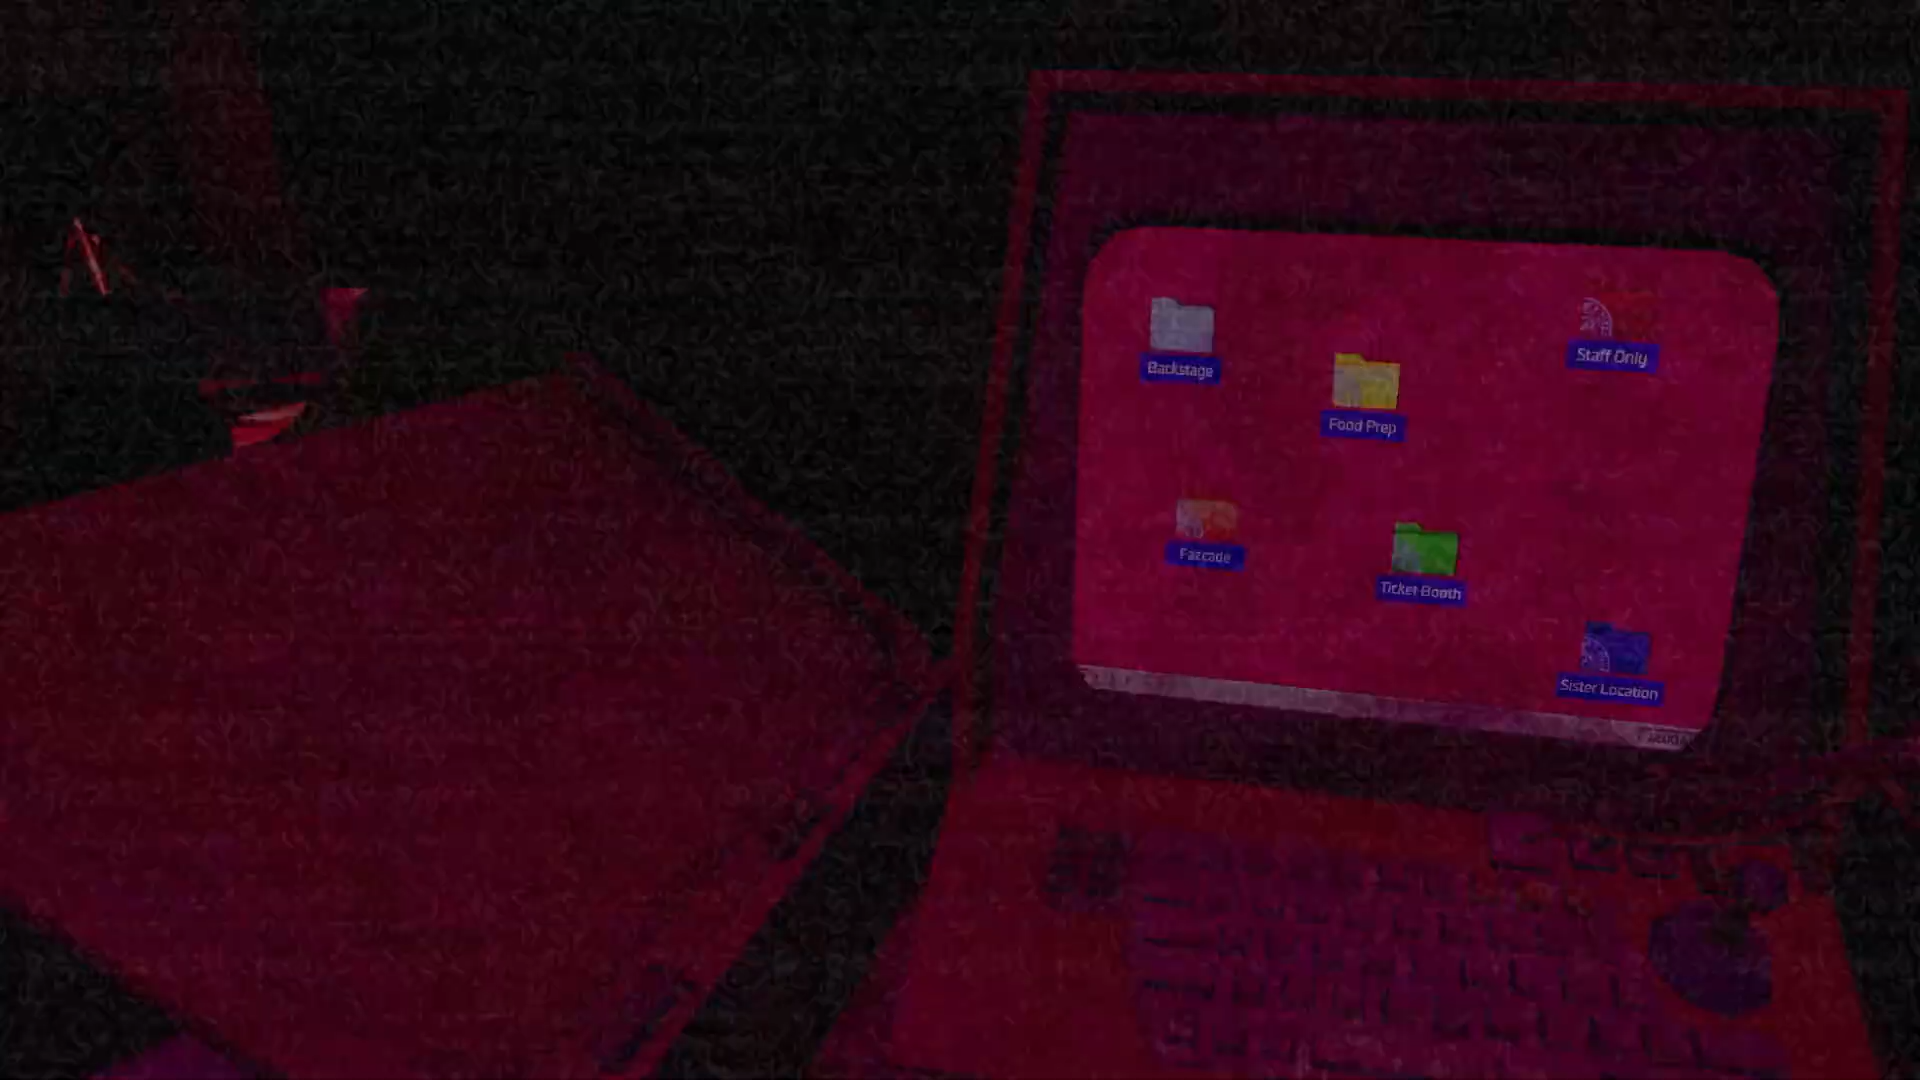 Backstage
Food Prep
Staff Only
Fazcade
Ticket Booth
Sister Location